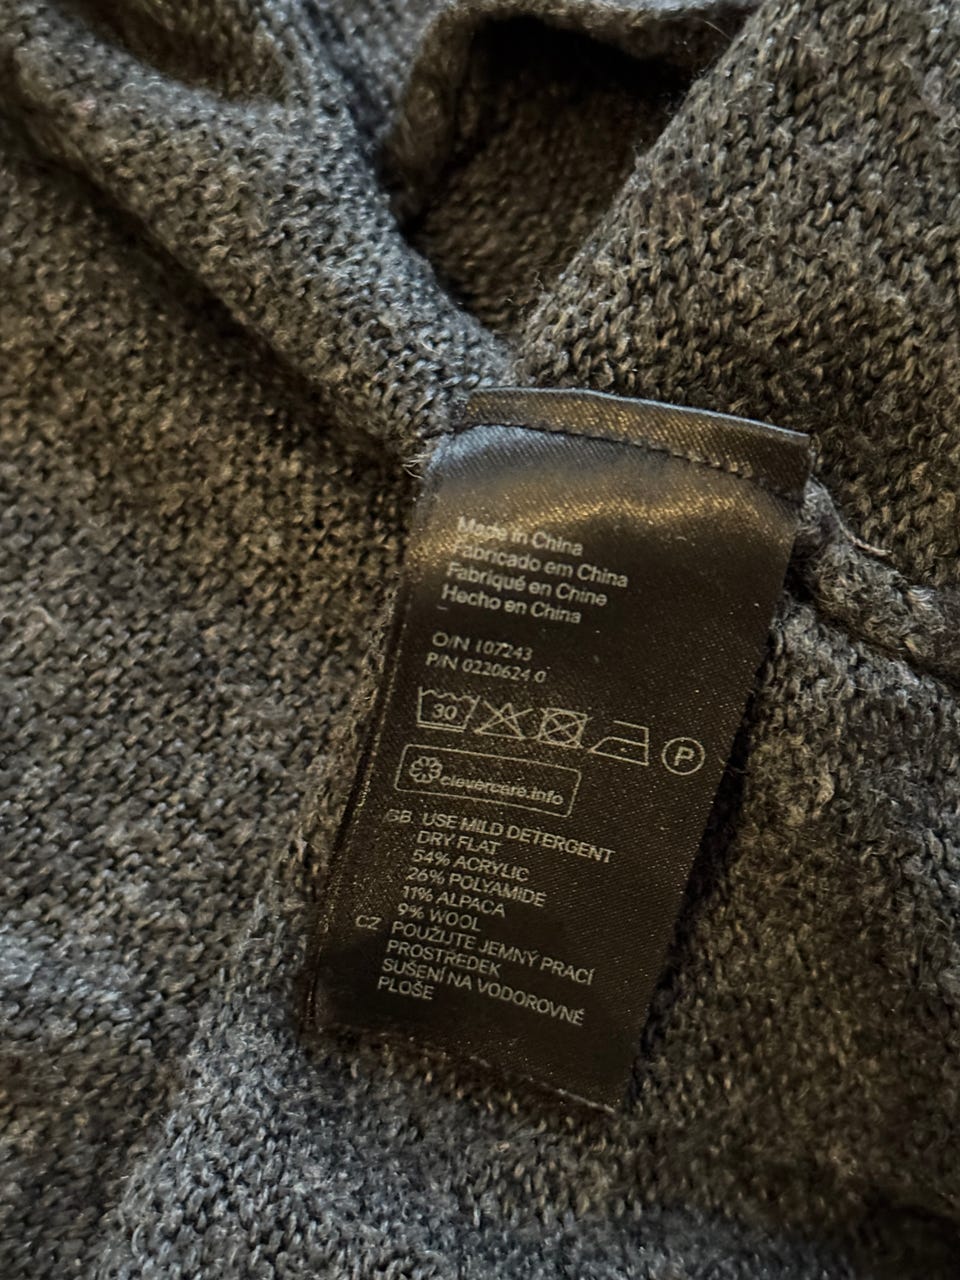 Made in China
Fabricado em China
Fabriqué en Chine
Hecho en China
O/N 107243
P/N 0220624.0
30
P
clevercare.info
GB USE MILD DETERGENT
DRY FLAT
54% ACRYLIC
26% POLYAMIDE
11% ALPACA
9% WOOL
CZ POUŽIJTE JEMNÝ PRACÍ
PROSTŘEDEK
SUŠENÍ NA VODOROVNÉ
PLOŠE